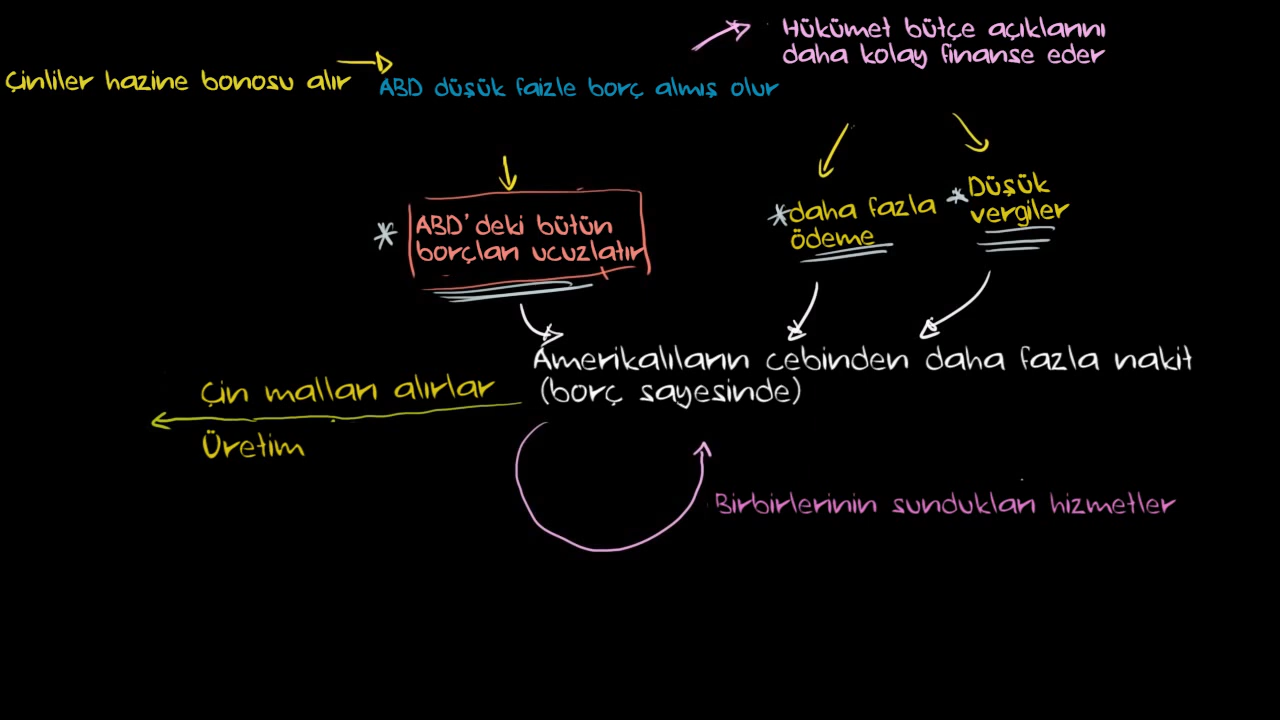 Hükümet bütçe açıklarını
daha kolay finanse eder
Çinliler hazine bonosu alır
ABD düşük faizle borç almış olur
ABD'deki bütün
borçları ucuzlatır
daha fazla
ödeme
Düşük
vergiler
Amerikalıların cebinden daha fazla nakit
(borç sayesinde)
Çin malları alırlar
Üretim
Birbirlerinin sundukları hizmetler